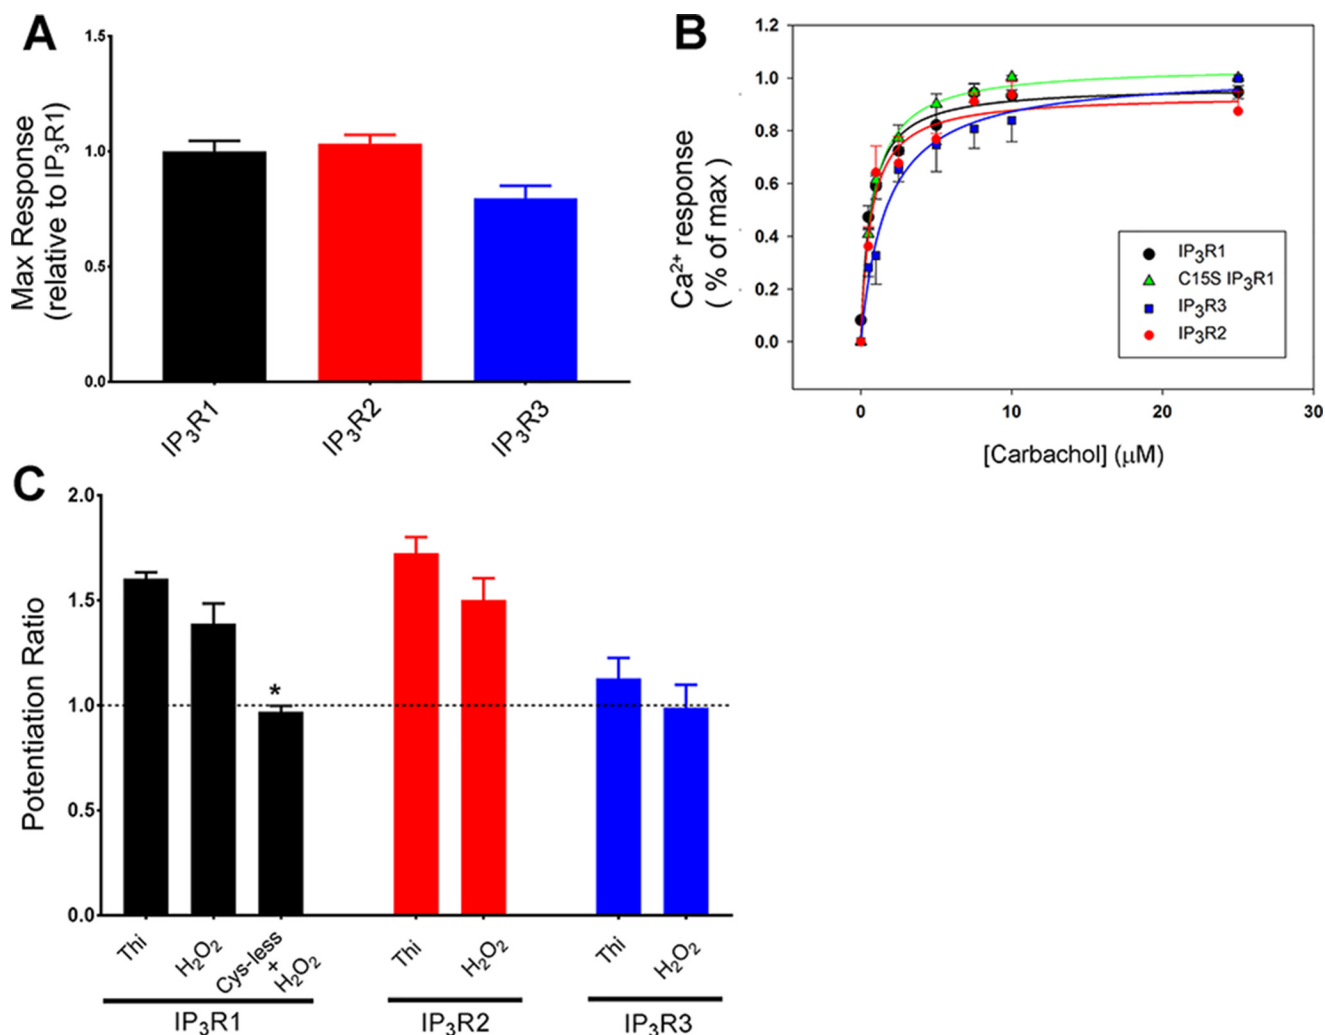 A
Max Response
(relative to IP₃R1)
1.5
1.0
0.5
0.0
IP₃R1
IP₃R2
IP₃R3
B
Ca²⁺ response
( % of max)
1.2
1.0
0.8
0.6
0.4
0.2
0.0
0
10
20
30
[Carbachol] (μM)
IP₃R1
C15S IP₃R1
IP₃R3
IP₃R2
C
Potentiation Ratio
2.0
1.5
1.0
0.5
0.0
*
Thi
H₂O₂
Cys-less
+
H₂O₂
Thi
H₂O₂
Thi
H₂O₂
IP₃R1
IP₃R2
IP₃R3